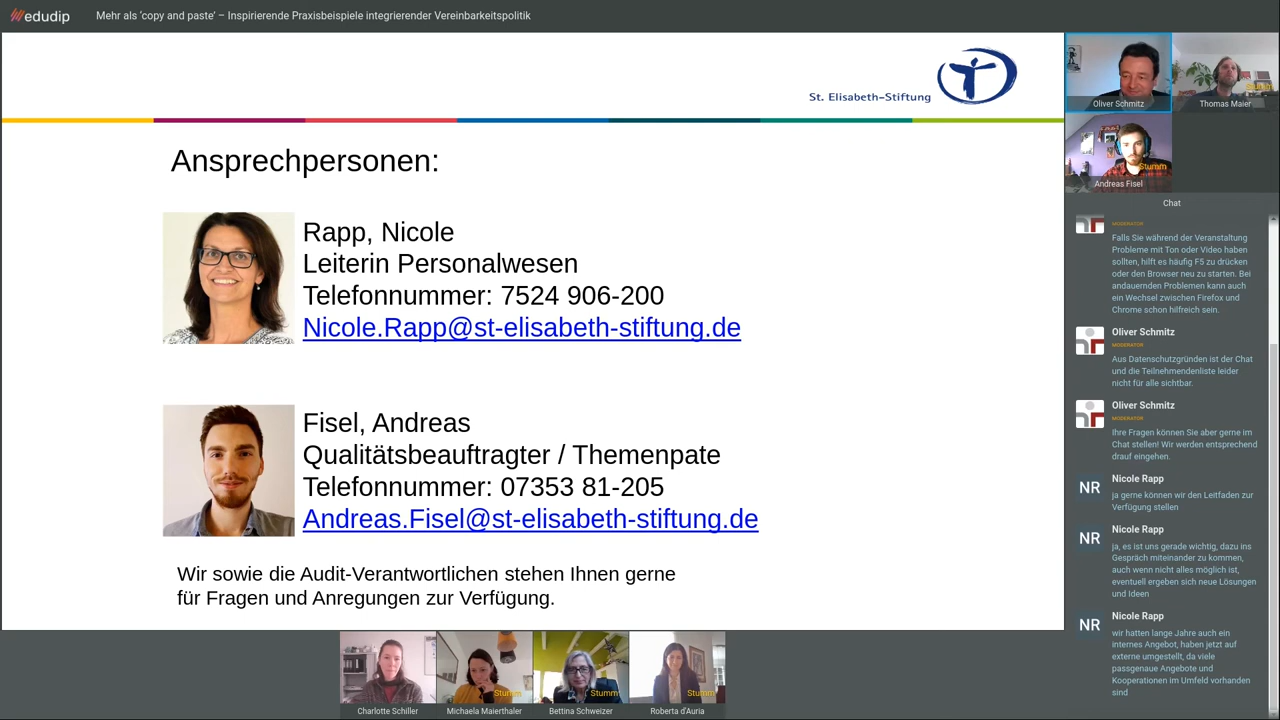 edudip
Mehr als ‘copy and paste’ – Inspirierende Praxisbeispiele integrierender Vereinbarkeitspolitik
St. Elisabeth-Stiftung
Ansprechpersonen:
Rapp, Nicole
Leiterin Personalwesen
Telefonnummer: 7524 906-200
Nicole.Rapp@st-elisabeth-stiftung.de
Fisel, Andreas
Qualitätsbeauftragter / Themenpate
Telefonnummer: 07353 81-205
Andreas.Fisel@st-elisabeth-stiftung.de
Wir sowie die Audit-Verantwortlichen stehen Ihnen gerne
für Fragen und Anregungen zur Verfügung.
Oliver Schmitz
Stumm
Thomas Maier
Stumm
Andreas Fisel
Chat
MODERATOR
Falls Sie während der Veranstaltung
Probleme mit Ton oder Video haben
sollten, hilft es häufig F5 zu drücken
oder den Browser neu zu starten. Bei
andauernden Problemen kann auch
ein Wechsel zwischen Firefox und
Chrome schon hilfreich sein.
Oliver Schmitz
MODERATOR
Aus Datenschutzgründen ist der Chat
und die Teilnehmendenliste leider
nicht für alle sichtbar.
Oliver Schmitz
MODERATOR
Ihre Fragen können Sie aber gerne im
Chat stellen! Wir werden entsprechend
drauf eingehen.
NR
Nicole Rapp
ja gerne können wir den Leitfaden zur
Verfügung stellen
NR
Nicole Rapp
ja, es ist uns gerade wichtig, dazu ins
Gespräch miteinander zu kommen,
auch wenn nicht alles möglich ist,
eventuell ergeben sich neue Lösungen
und Ideen
NR
Nicole Rapp
wir hatten lange Jahre auch ein
internes Angebot, haben jetzt auf
externe umgestellt, da viele
passgenaue Angebote und
Kooperationen im Umfeld vorhanden
sind
Charlotte Schiller
Stumm
Michaela Maierthaler
Stumm
Bettina Schweizer
Stumm
Roberta d'Auria